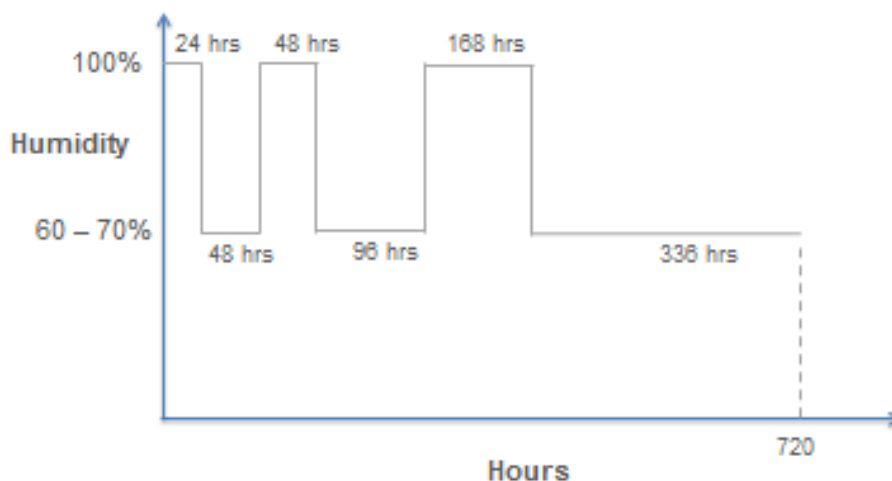 24 hrs
48 hrs
168 hrs
100%
Humidity
60 – 70%
48 hrs
96 hrs
336 hrs
720
Hours